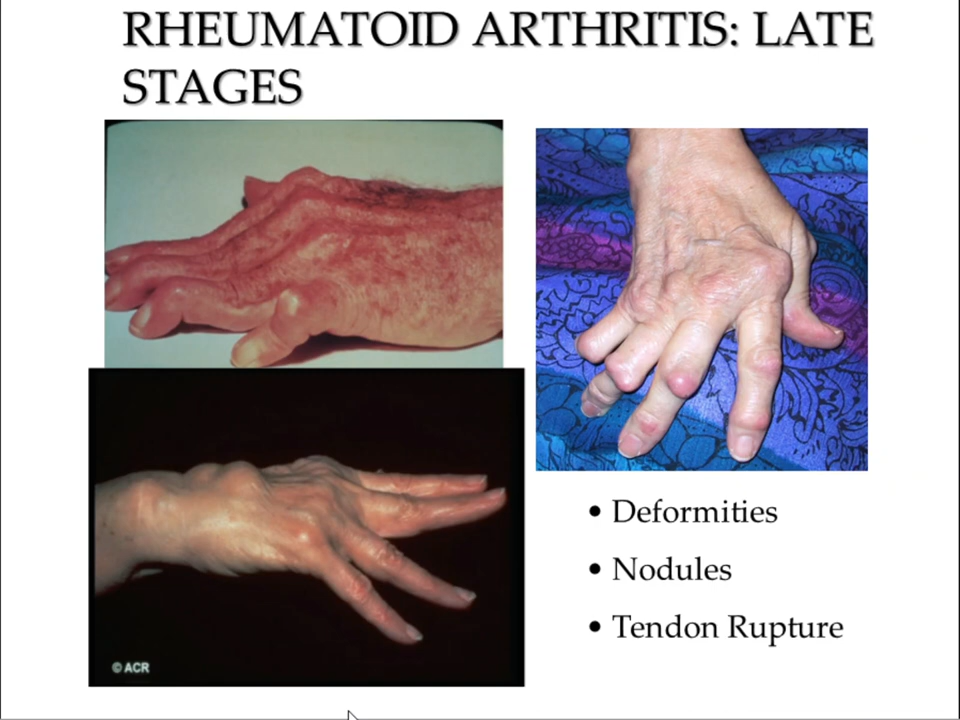 RHEUMATOID ARTHRITIS: LATE
STAGES
© ACR
• Deformities
• Nodules
• Tendon Rupture